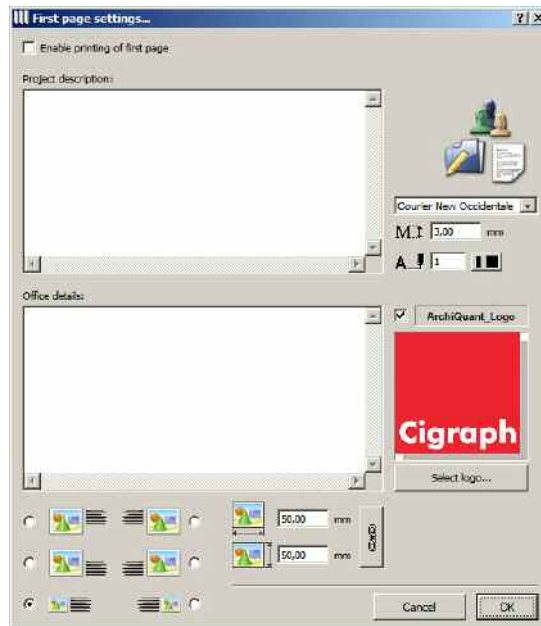 First page settings...
Enable printing of first page
Project description:
Courier New Occidentale
M 3,00 mm
A 1
Office details:
ArchiQuant_Logo
Cigraph
Select logo...
50,00 mm
50,00 mm
Cancel
OK